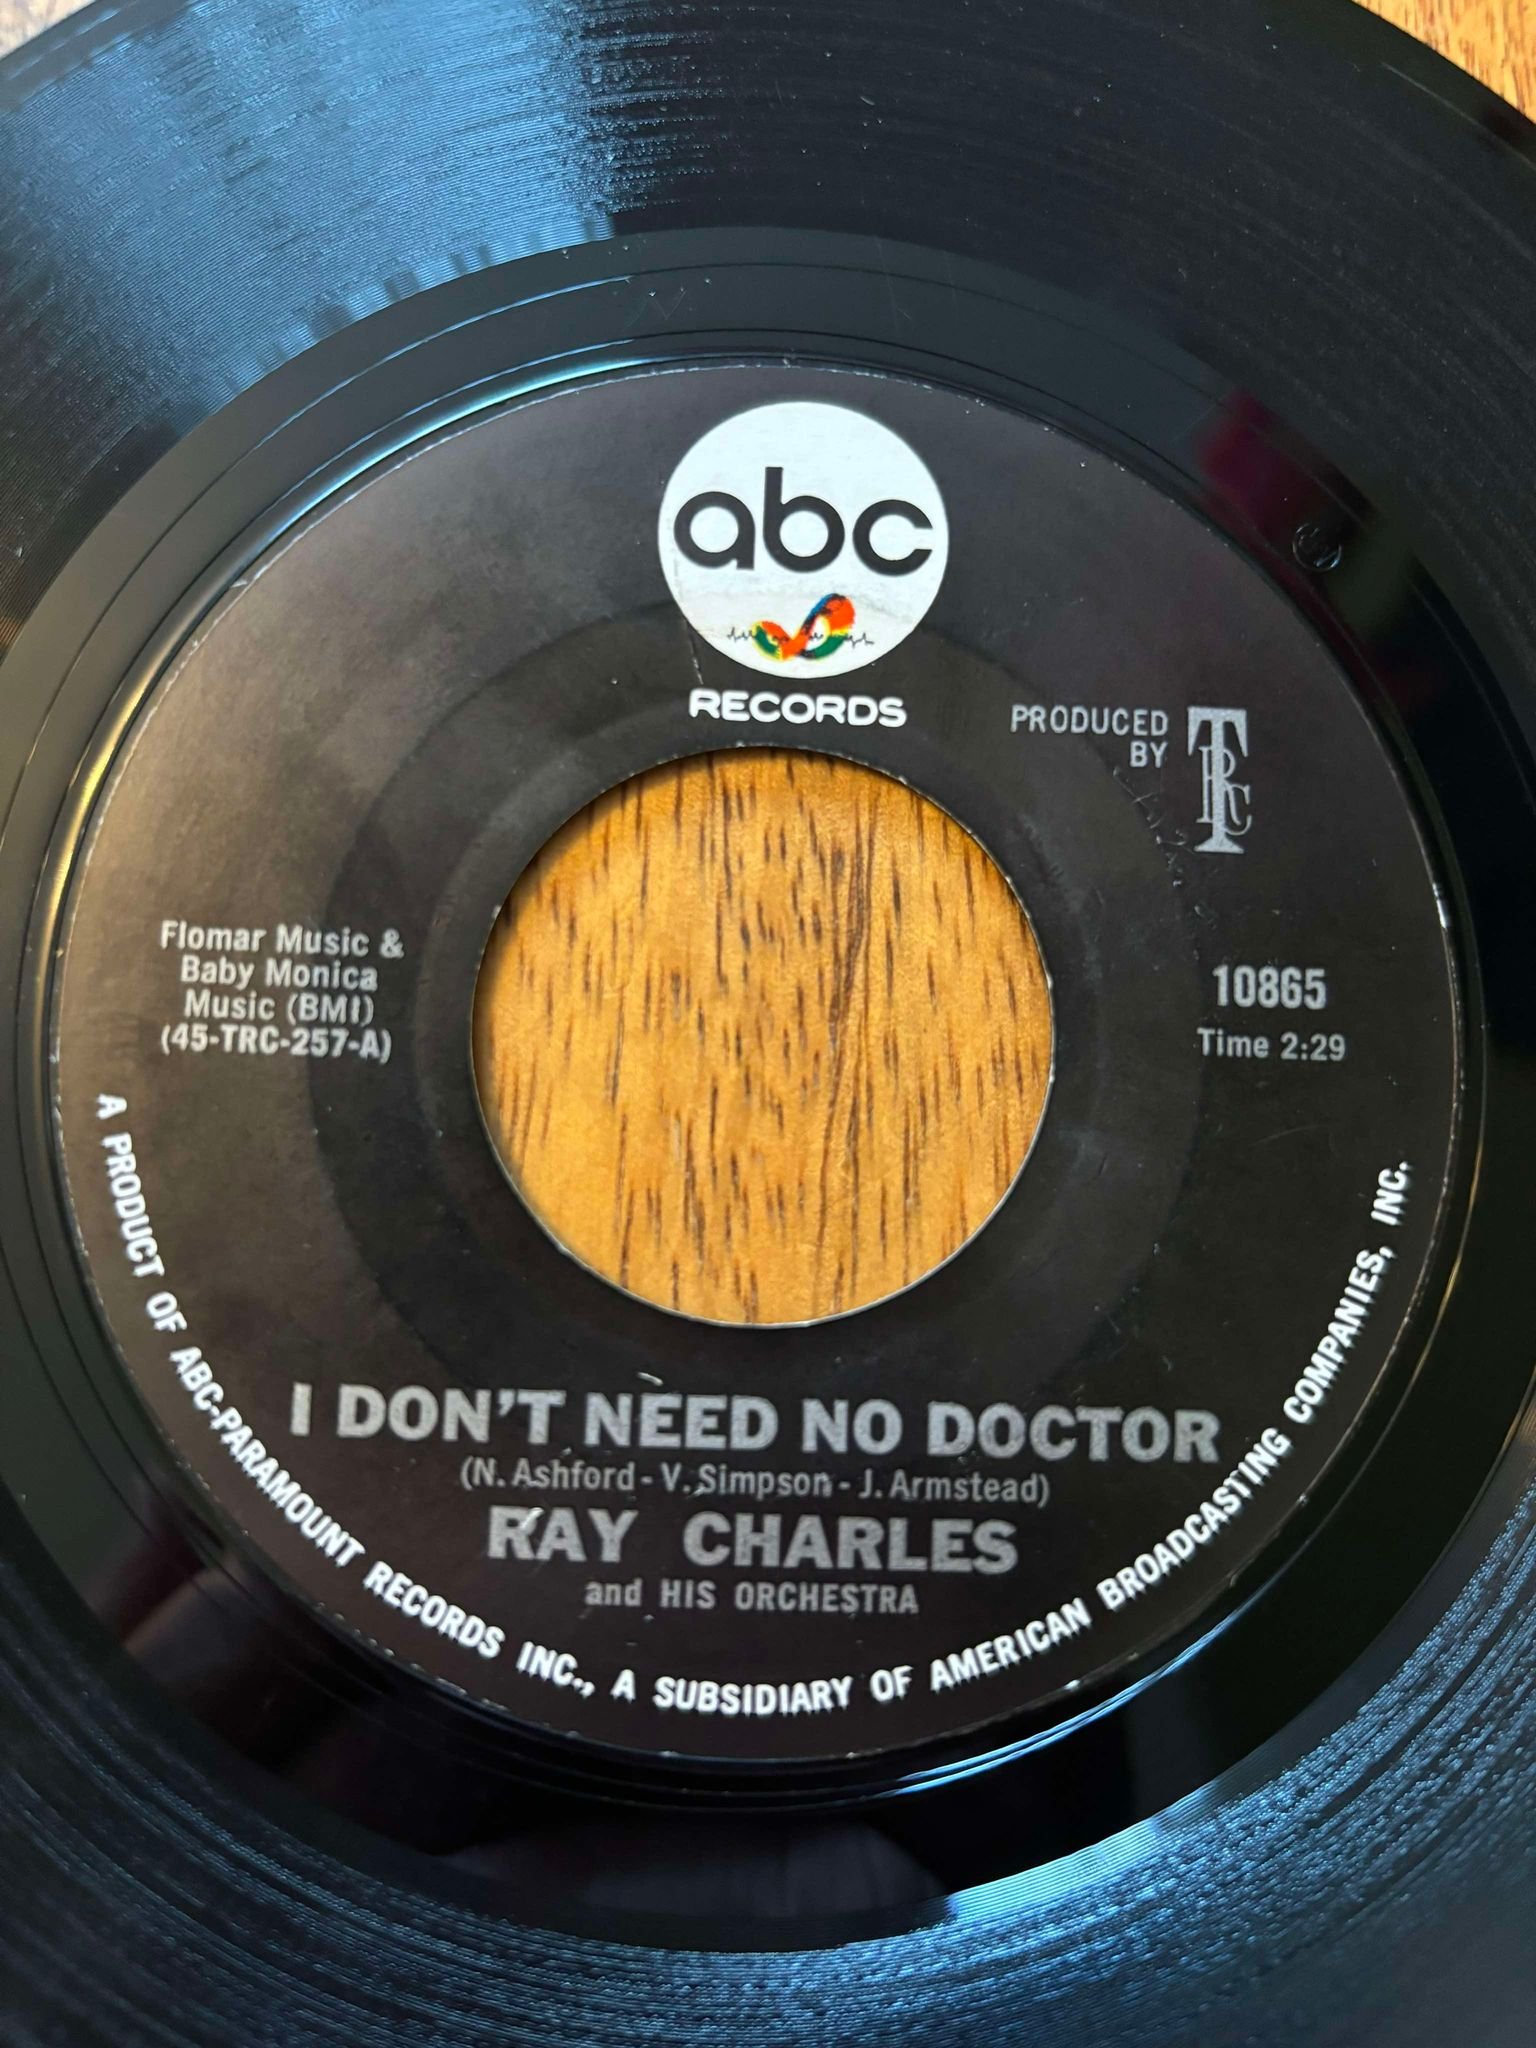 abc
RECORDS
PRODUCED
BY
TRC
Flomar Music &
Baby Monica
Music (BMI)
(45-TRC-257-A)
10865
Time 2:29
I DON'T NEED NO DOCTOR
(N. Ashford - V. Simpson - J. Armstead)
RAY CHARLES
and HIS ORCHESTRA
A PRODUCT OF ABC-PARAMOUNT RECORDS INC., A SUBSIDIARY OF AMERICAN BROADCASTING COMPANIES, INC.